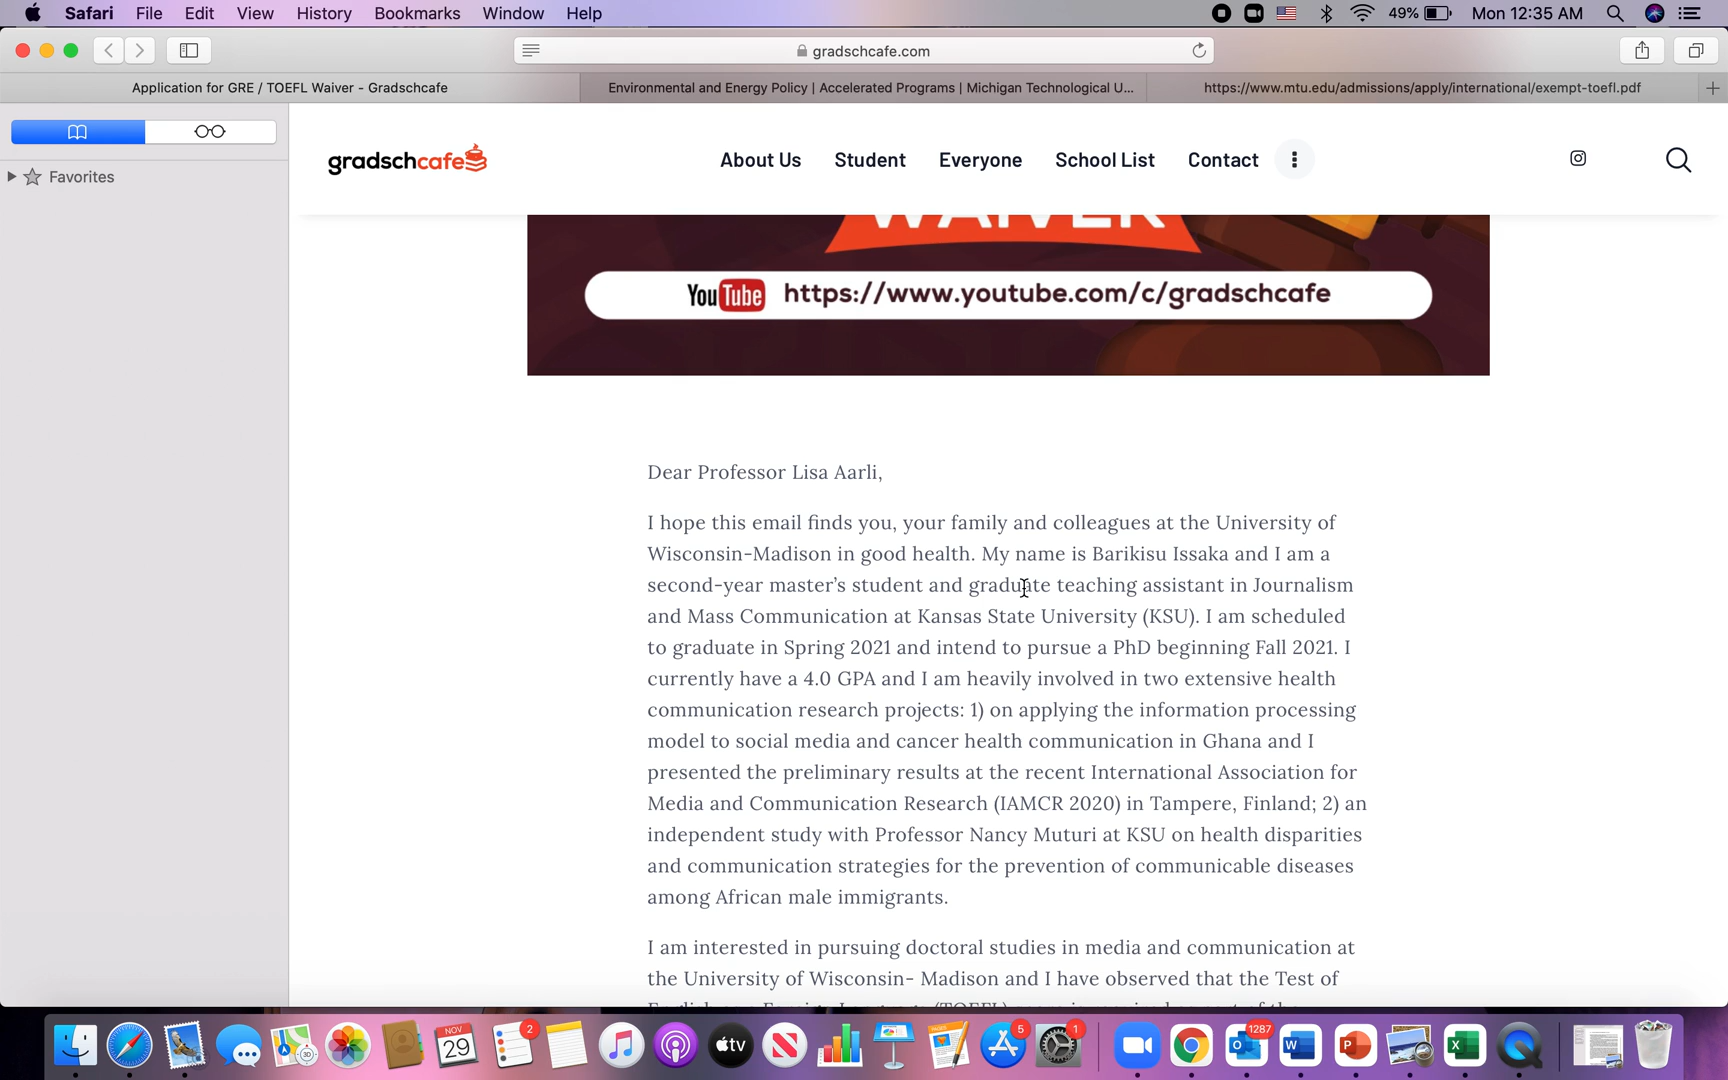 Safari File Edit View History Bookmarks Window Help 49% Mon 12:35 AM
gradschcafe.com
Application for GRE / TOEFL Waiver - Gradschcafe
Environmental and Energy Policy | Accelerated Programs | Michigan Technological U...
https://www.mtu.edu/admissions/apply/international/exempt-toefl.pdf
Favorites
gradschcafe
About Us Student Everyone School List Contact
WAIVER
YouTube https://www.youtube.com/c/gradschcafe
Dear Professor Lisa Aarli,
I hope this email finds you, your family and colleagues at the University of
Wisconsin-Madison in good health. My name is Barikisu Issaka and I am a
second-year master’s student and graduate teaching assistant in Journalism
and Mass Communication at Kansas State University (KSU). I am scheduled
to graduate in Spring 2021 and intend to pursue a PhD beginning Fall 2021. I
currently have a 4.0 GPA and I am heavily involved in two extensive health
communication research projects: 1) on applying the information processing
model to social media and cancer health communication in Ghana and I
presented the preliminary results at the recent International Association for
Media and Communication Research (IAMCR 2020) in Tampere, Finland; 2) an
independent study with Professor Nancy Muturi at KSU on health disparities
and communication strategies for the prevention of communicable diseases
among African male immigrants.
I am interested in pursuing doctoral studies in media and communication at
the University of Wisconsin- Madison and I have observed that the Test of
NOV
29
2
tv
PAGES
5
1
1287
W
P
X